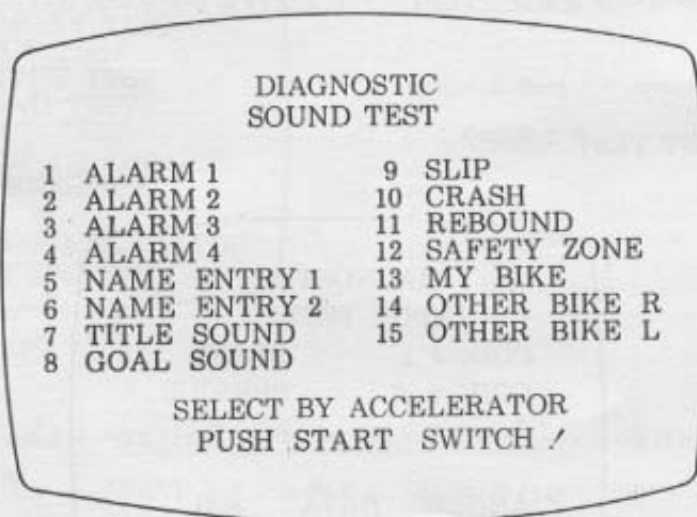 DIAGNOSTIC
SOUND TEST
1 ALARM 1
2 ALARM 2
3 ALARM 3
4 ALARM 4
5 NAME ENTRY 1
6 NAME ENTRY 2
7 TITLE SOUND
8 GOAL SOUND
9 SLIP
10 CRASH
11 REBOUND
12 SAFETY ZONE
13 MY BIKE
14 OTHER BIKE R
15 OTHER BIKE L
SELECT BY ACCELERATOR
PUSH START SWITCH !